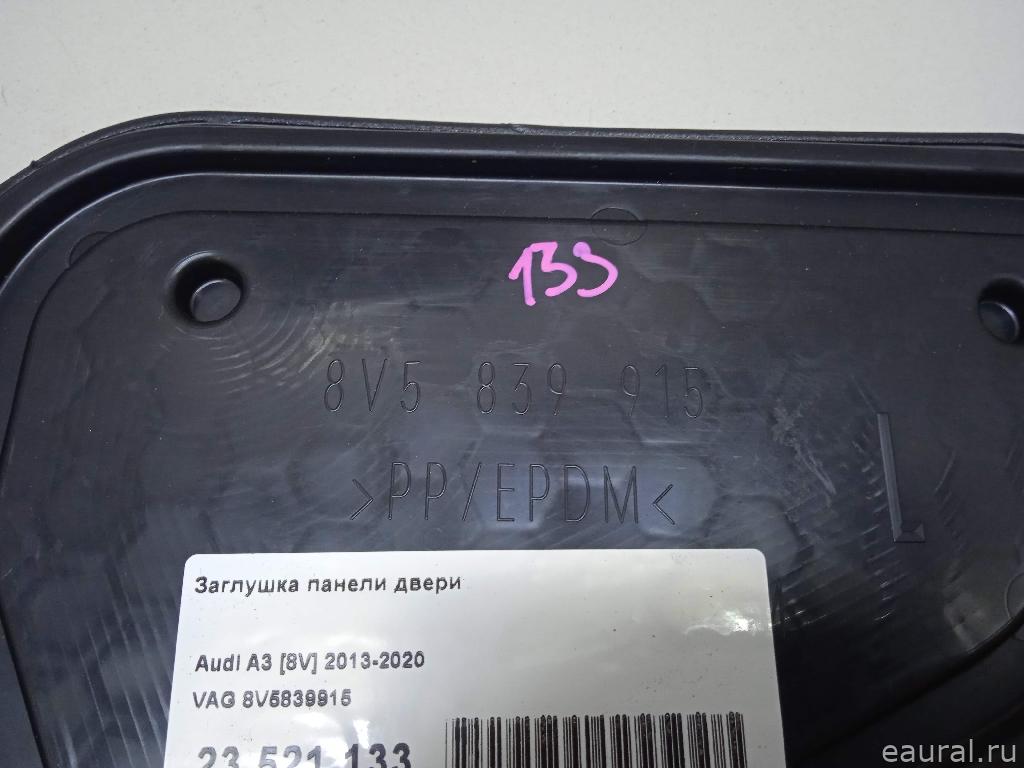 133
8V5 839 915
>PP/EPDM<
L
Заглушка панели двери
Audi A3 [8V] 2013-2020
VAG 8V5839915
23 521 133
eaural.ru